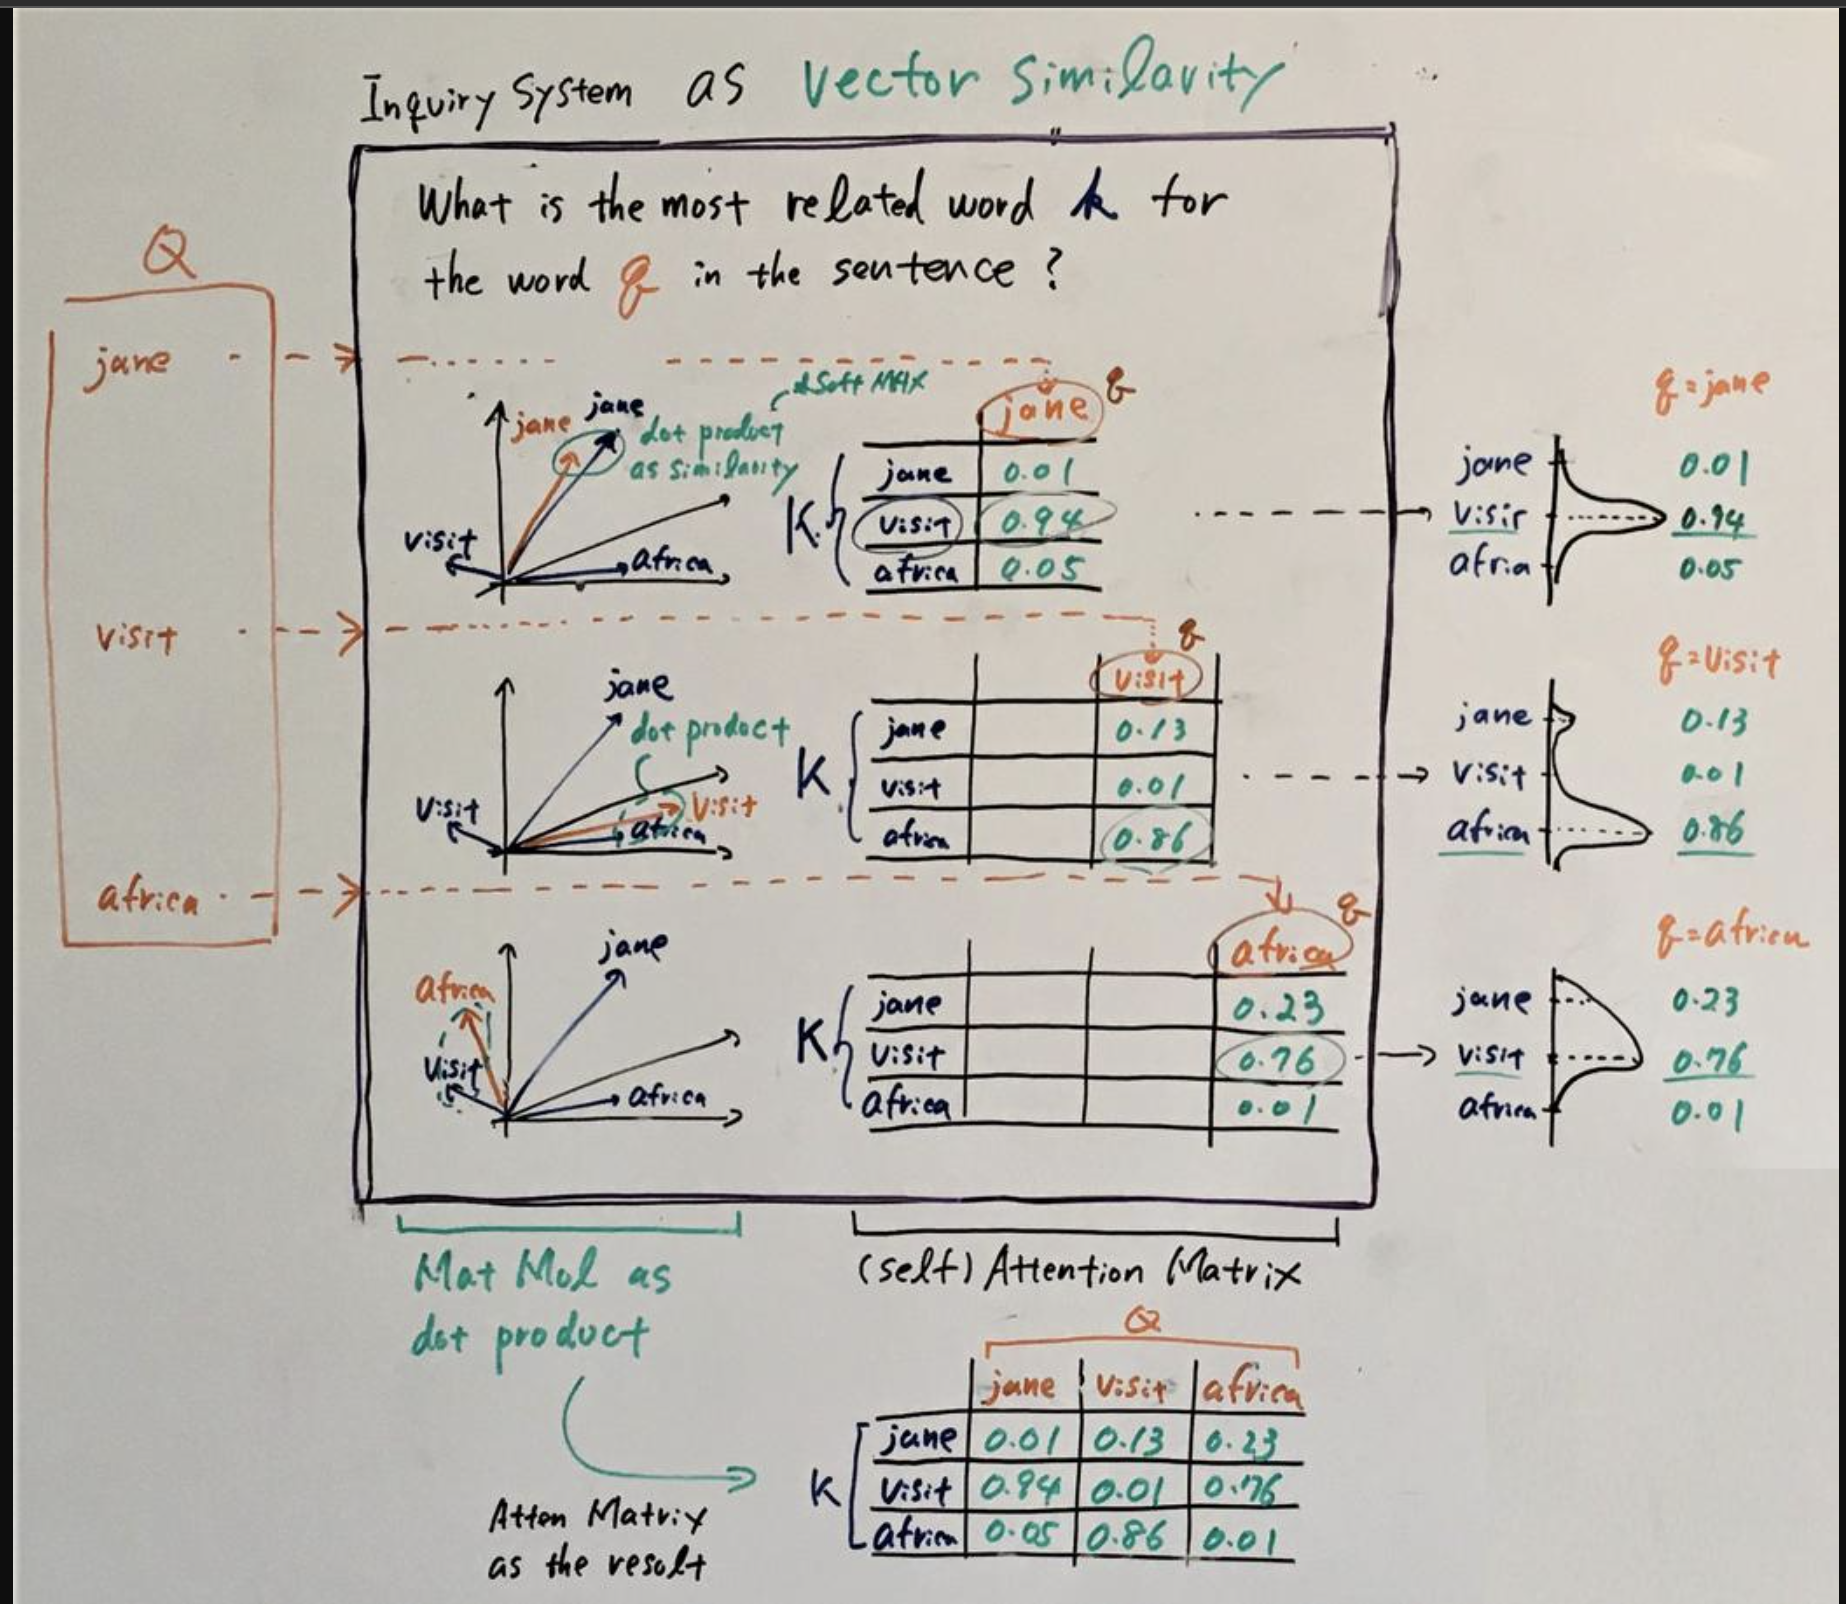 Inquiry System as Vector Similarity
What is the most related word k for
the word q in the sentence?
Q
jane
visit
africa
jane
jane
dot product
as similarity
& Soft MAX
visit
africa
q
jane
K
jane 0.01
visit 0.94
africa 0.05
q=jane
jane 0.01
visit 0.94
afria 0.05
jane
dot product
visit
visit
africa
q
visit
K
jane 0.13
visit 0.01
africa 0.86
q=visit
jane 0.13
visit 0.01
africa 0.86
jane
africa
visit
africa
q
africa
K
jane 0.23
visit 0.76
africa 0.01
q=africa
jane 0.23
visit 0.76
africa 0.01
Mat Mul as
dot product
(self) Attention Matrix
Q
jane visit africa
K
jane 0.01 0.13 0.23
visit 0.94 0.01 0.76
africa 0.05 0.86 0.01
Atten Matrix
as the result